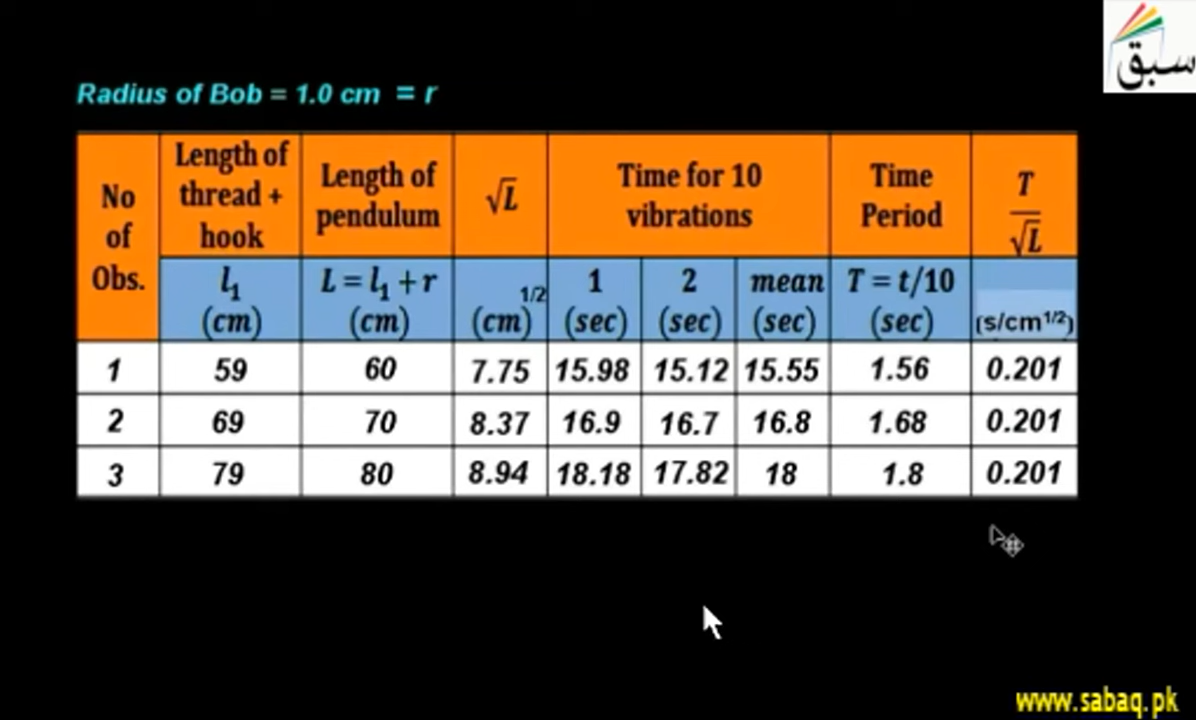 سبق
Radius of Bob = 1.0 cm = r
No of Obs. | Length of thread + hook | Length of pendulum | √L | Time for 10 vibrations | Time Period | T/√L
l₁ (cm) | L = l₁ + r (cm) | (cm)^1/2 | 1 (sec) | 2 (sec) | mean (sec) | T = t/10 (sec) | (s/cm^1/2)
1 | 59 | 60 | 7.75 | 15.98 | 15.12 | 15.55 | 1.56 | 0.201
2 | 69 | 70 | 8.37 | 16.9 | 16.7 | 16.8 | 1.68 | 0.201
3 | 79 | 80 | 8.94 | 18.18 | 17.82 | 18 | 1.8 | 0.201
www.sabaq.pk